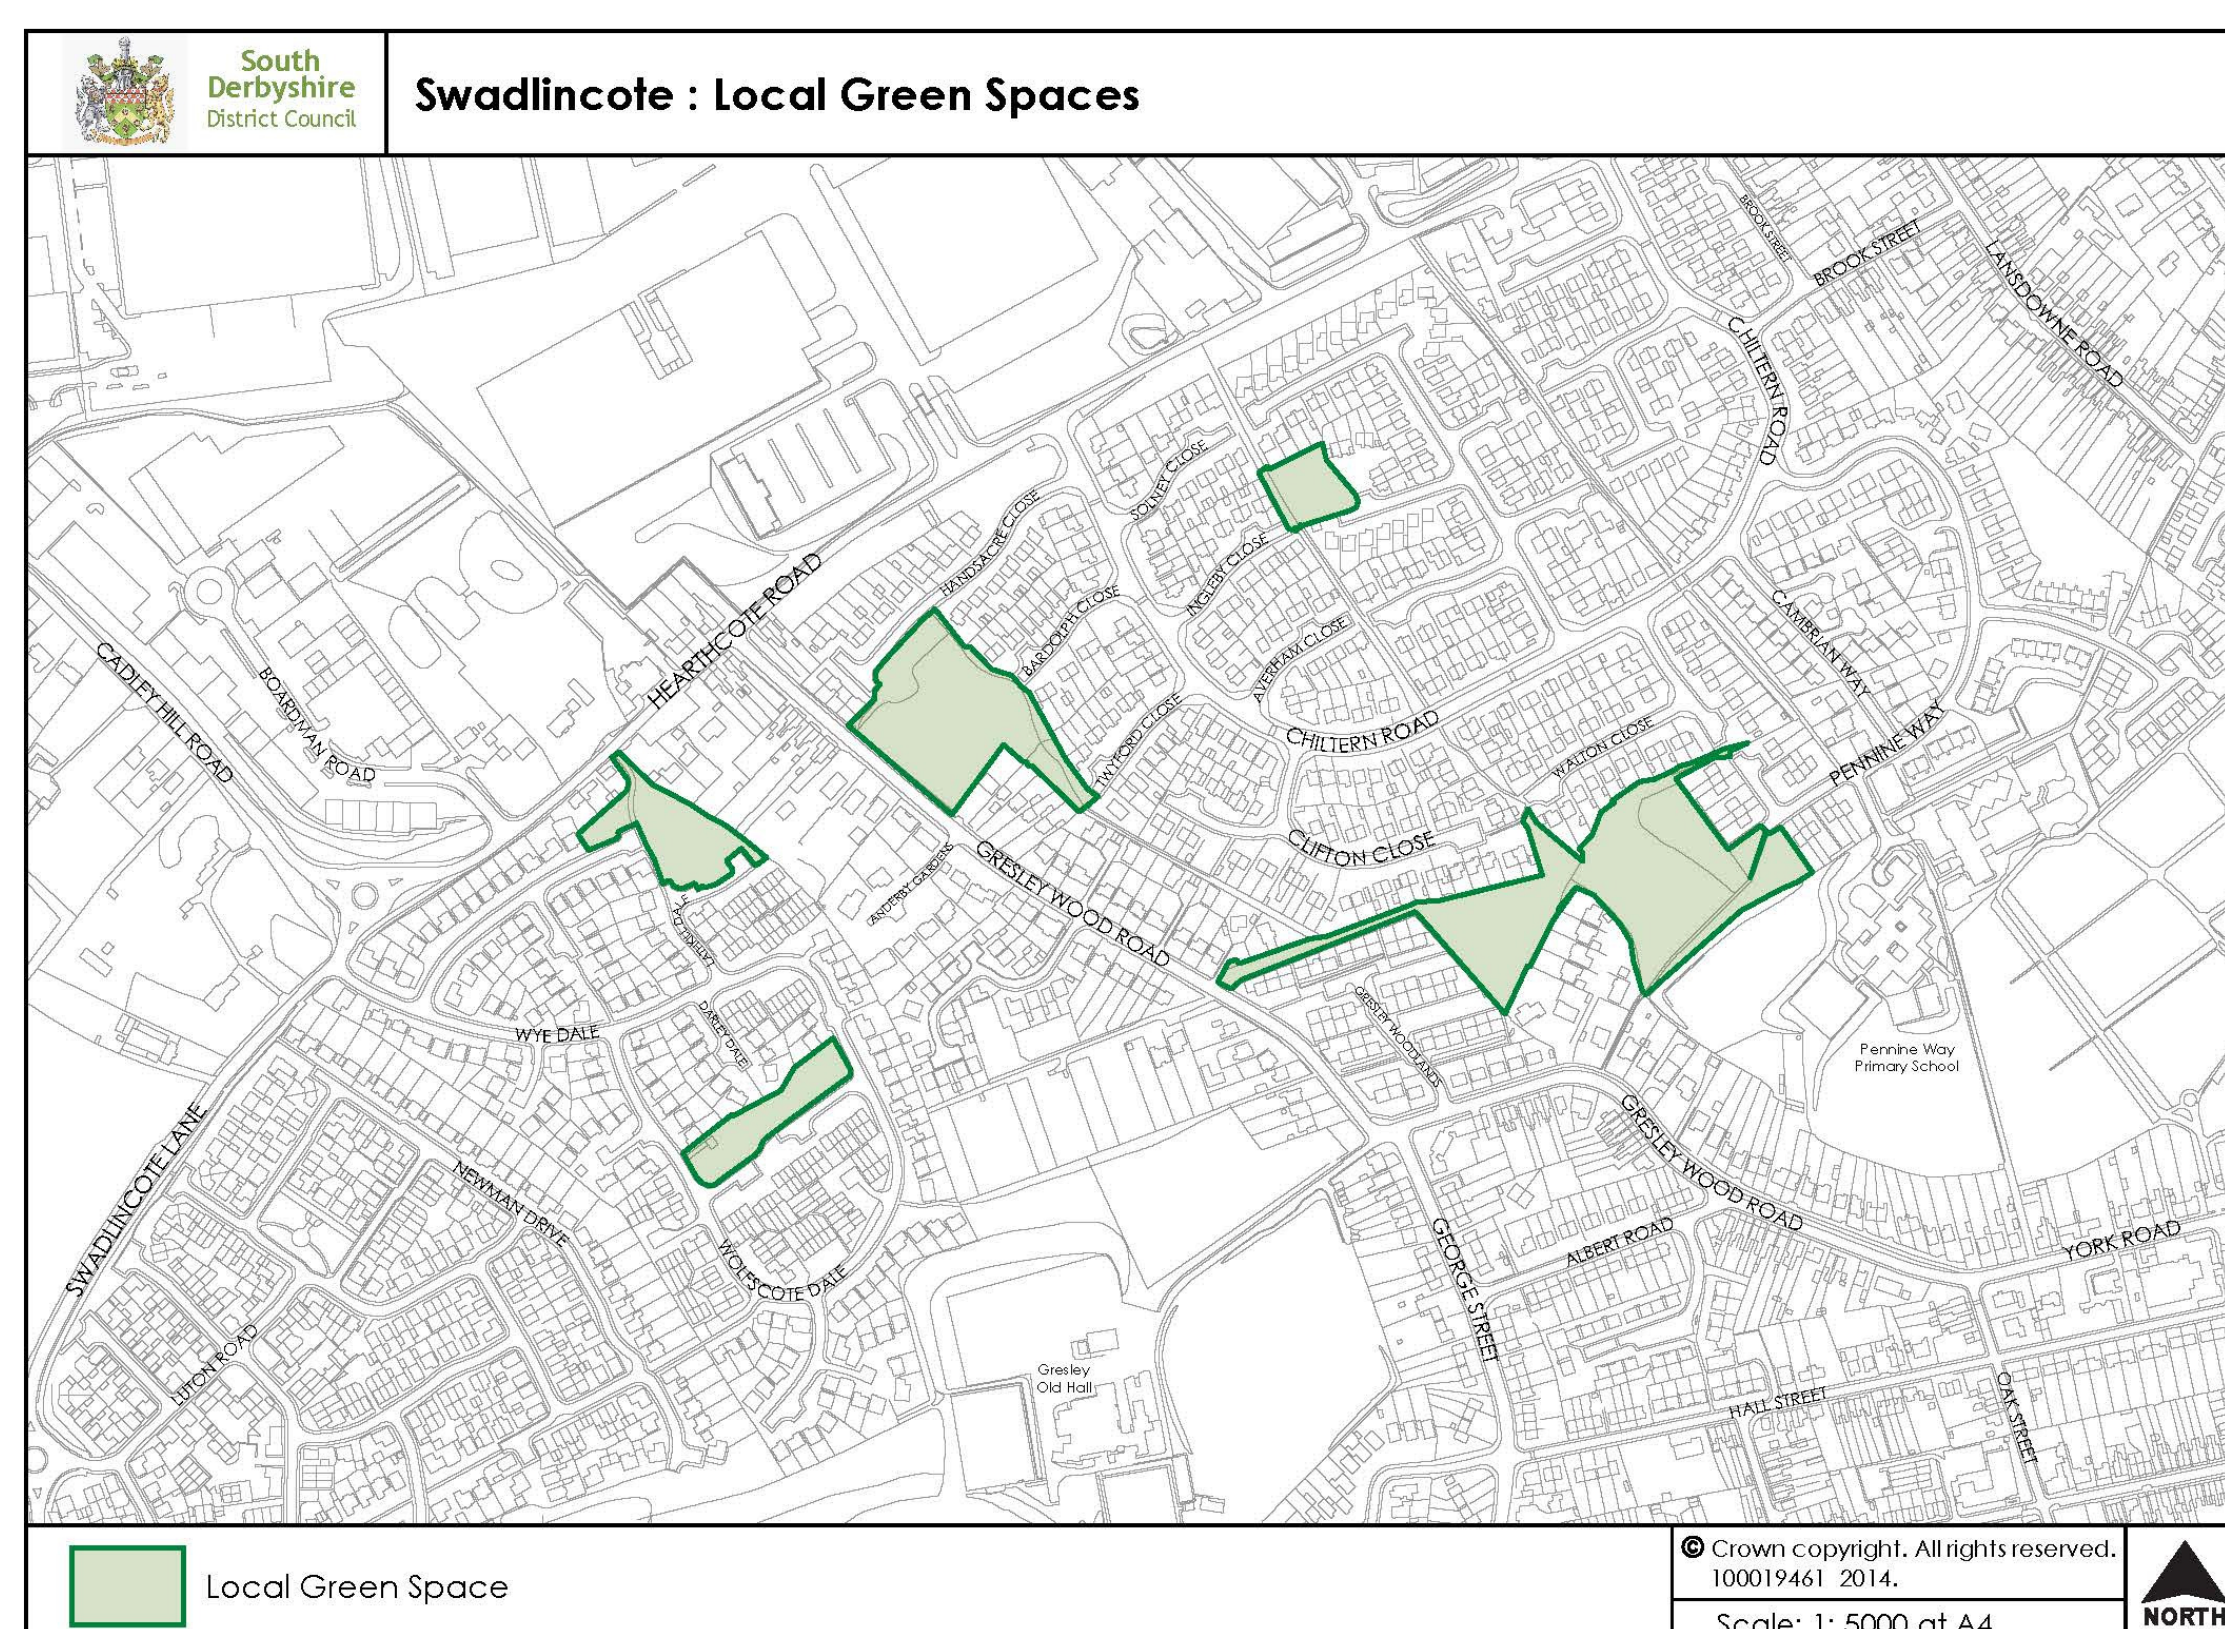 South
Derbyshire
District Council
Swadlincote : Local Green Spaces
BROOK STREET
BROOK STREET
LANSDOWNE ROAD
CHILTERN ROAD
SOLNEY CLOSE
HANDSACRE CLOSE
INGLEBY CLOSE
HEARTHCOTE ROAD
BARDOLPH CLOSE
CAMBRIAN WAY
AVERHAM CLOSE
CADLEY HILL ROAD
BOARDMAN ROAD
TWYFORD CLOSE
CHILTERN ROAD
WALTON CLOSE
PENNINE WAY
CLIFTON CLOSE
ANDERBY GARDENS
GRESLEY WOOD ROAD
LATHKILL DALE
DARLEY DALE
WYE DALE
GRESLEY WOODLANDS
Pennine Way
Primary School
SWADLINCOTE LANE
NEWMAN DRIVE
GRESLEY WOOD ROAD
WOLFSCOTE DALE
GEORGE STREET
ALBERT ROAD
YORK ROAD
LUTON ROAD
Gresley
Old Hall
HALL STREET
OAK STREET
Local Green Space
© Crown copyright. All rights reserved.
100019461 2014.
Scale: 1: 5000 at A4
NORTH